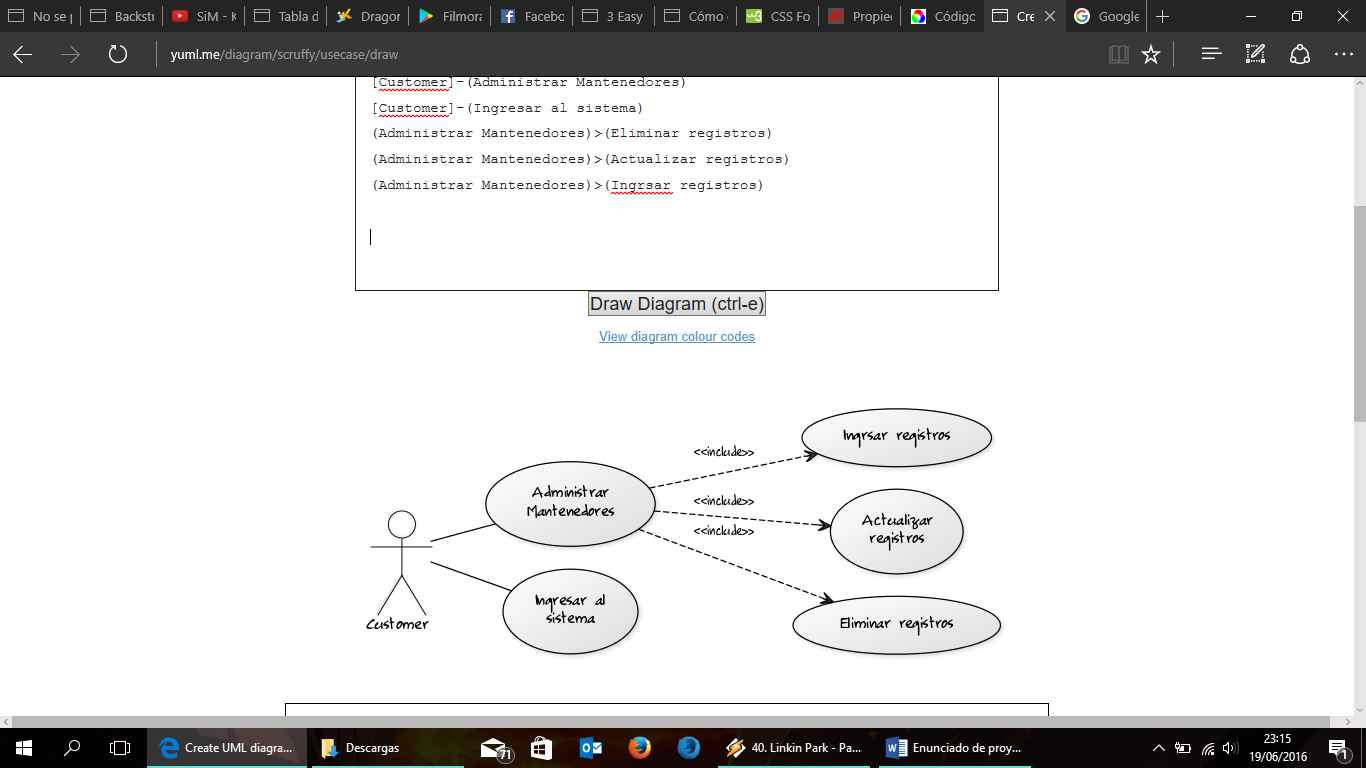 No se p
Backstr
SiM - K
Tabla d
Dragor
Filmora
Facebo
3 Easy
Cómo
CSS Fo
Propied
Código
Cre
Google
yuml.me/diagram/scruffy/usecase/draw
[Customer]-(Administrar Mantenedores)
[Customer]-(Ingresar al sistema)
(Administrar Mantenedores)>(Eliminar registros)
(Administrar Mantenedores)>(Actualizar registros)
(Administrar Mantenedores)>(Ingrsar registros)
Draw Diagram (ctrl-e)
View diagram colour codes
Ingrsar registros
<<include>>
Administrar
Mantenedores
<<include>>
Actualizar
registros
<<include>>
Ingresar al
sistema
Eliminar registros
Customer
Create UML diagra...
Descargas
71
40. Linkin Park - Pa...
Enunciado de proy...
23:15
19/06/2016
1